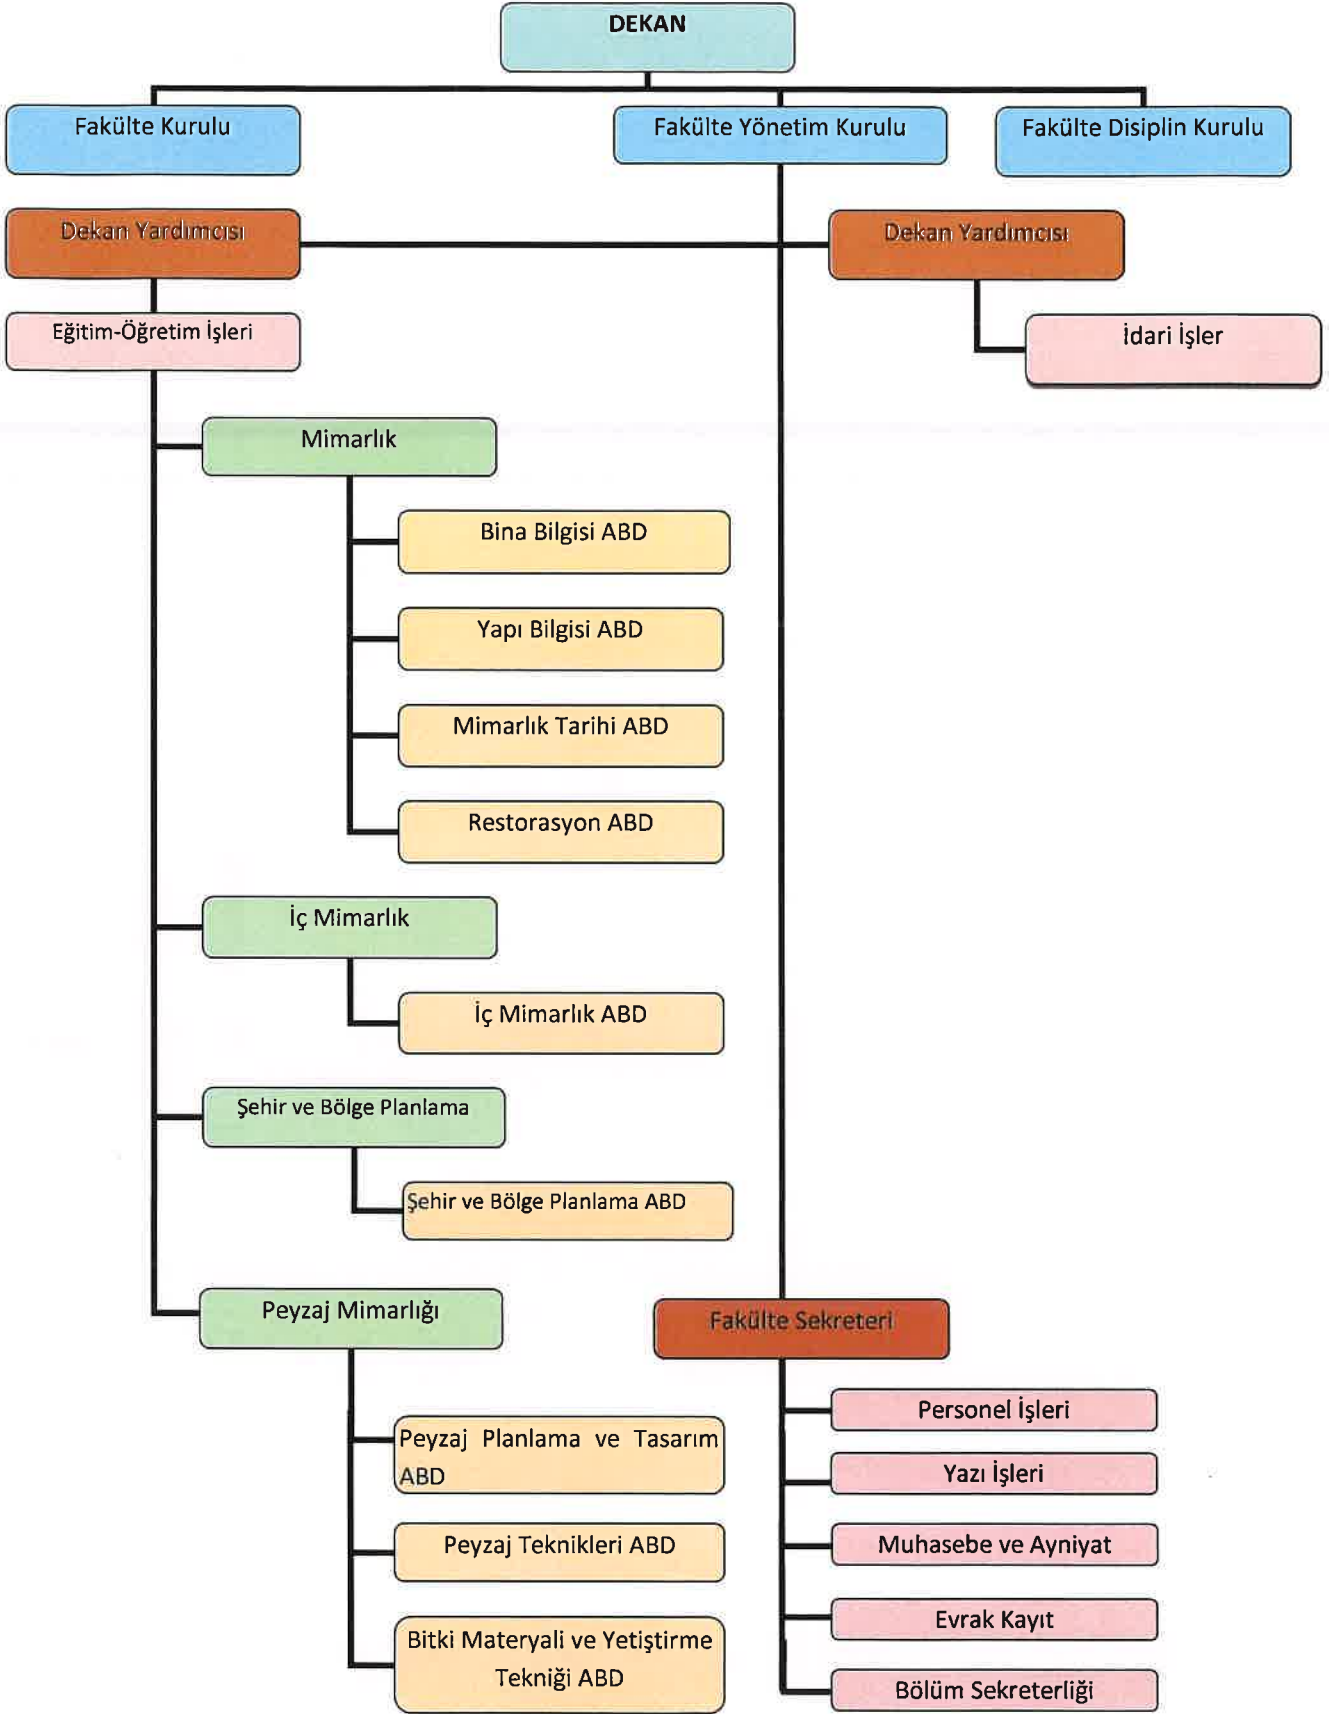 DEKAN
Fakülte Kurulu
Fakülte Yönetim Kurulu
Fakülte Disiplin Kurulu
Dekan Yardımcısı
Dekan Yardımcısı
Eğitim-Öğretim İşleri
İdari İşler
Mimarlık
Bina Bilgisi ABD
Yapı Bilgisi ABD
Mimarlık Tarihi ABD
Restorasyon ABD
İç Mimarlık
İç Mimarlık ABD
Şehir ve Bölge Planlama
Şehir ve Bölge Planlama ABD
Peyzaj Mimarlığı
Peyzaj Planlama ve Tasarım
ABD
Peyzaj Teknikleri ABD
Bitki Materyali ve Yetiştirme
Tekniği ABD
Fakülte Sekreteri
Personel İşleri
Yazı İşleri
Muhasebe ve Ayniyat
Evrak Kayıt
Bölüm Sekreterliği